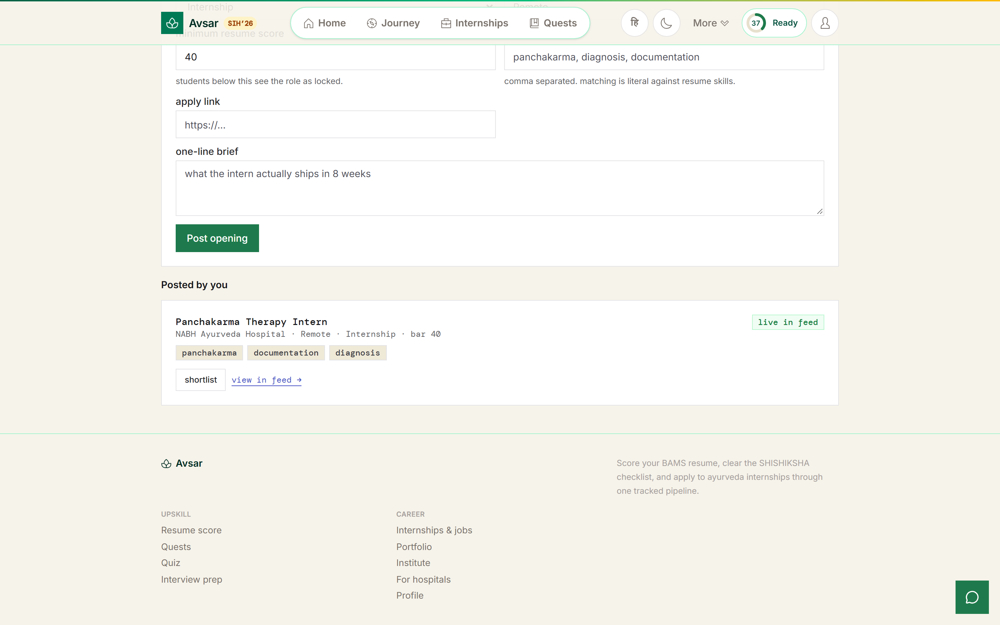 Internship
Remote
Avsar
SIH’26
Home
Journey
Internships
Quests
हि
More
37
Ready
minimum resume score
40
panchakarma, diagnosis, documentation
students below this see the role as locked.
comma separated. matching is literal against resume skills.
apply link
https://...
one-line brief
what the intern actually ships in 8 weeks
Post opening
Posted by you
Panchakarma Therapy Intern
live in feed
NABH Ayurveda Hospital · Remote · Internship · bar 40
panchakarma
documentation
diagnosis
shortlist
view in feed →
Avsar
Score your BAMS resume, clear the SHISHIKSHA
checklist, and apply to ayurveda internships through
one tracked pipeline.
UPSKILL
CAREER
Resume score
Internships & jobs
Quests
Portfolio
Quiz
Institute
Interview prep
For hospitals
Profile